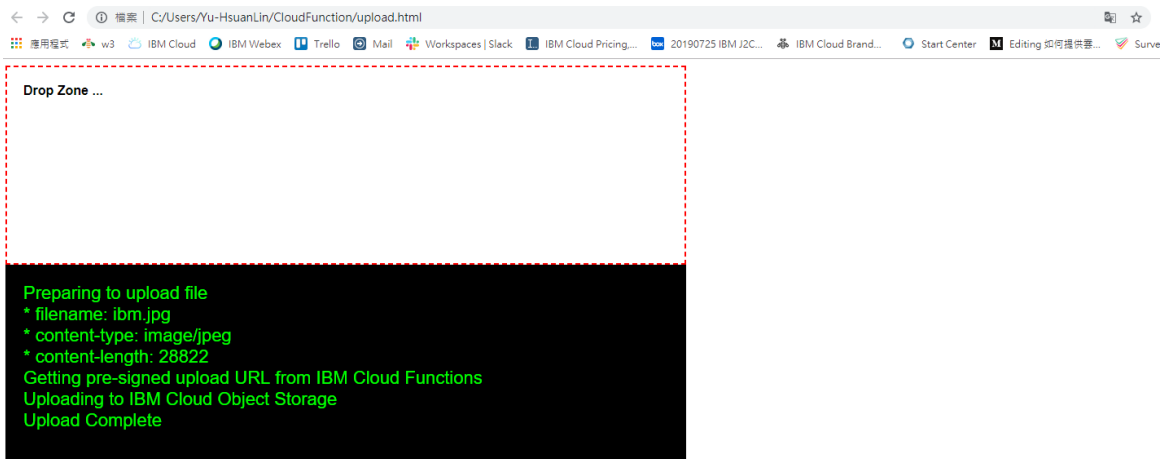 檔案 | C:/Users/Yu-HsuanLin/CloudFunction/upload.html
應用程式 w3 IBM Cloud IBM Webex Trello Mail Workspaces | Slack IBM Cloud Pricing,... 20190725 IBM J2C... IBM Cloud Brand... Start Center Editing 如何提供雲... Surve
Drop Zone ...
Preparing to upload file
* filename: ibm.jpg
* content-type: image/jpeg
* content-length: 28822
Getting pre-signed upload URL from IBM Cloud Functions
Uploading to IBM Cloud Object Storage
Upload Complete